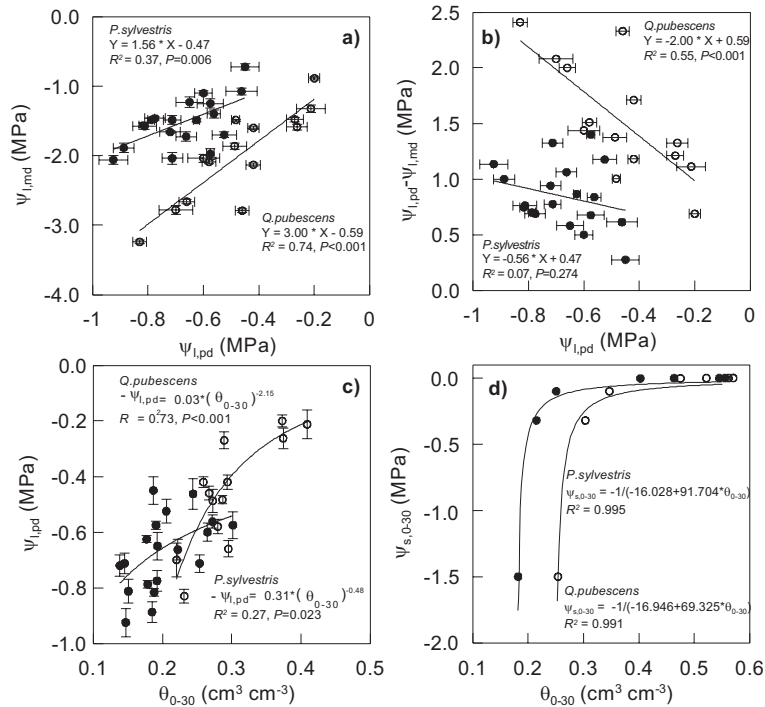 P.sylvestris
Y = 1.56 * X - 0.47
R² = 0.37, P=0.006
a)
0.0
-1.0
-2.0
-3.0
-4.0
ψl,md (MPa)
Q.pubescens
Y = 3.00 * X - 0.59
R² = 0.74, P<0.001
-1 -0.8 -0.6 -0.4 -0.2 0
ψl,pd (MPa)
b)
Q.pubescens
Y = -2.00 * X + 0.59
R² = 0.55, P<0.001
2.5
2.0
1.5
1.0
0.5
0.0
ψl,pd-ψl,md (MPa)
P.sylvestris
Y = -0.56 * X + 0.47
R² = 0.07, P=0.274
-1 -0.8 -0.6 -0.4 -0.2 0
ψl,pd (MPa)
c)
Q.pubescens
- ψl,pd= 0.03*(θ0-30)-2.15
R2 = 0.73, P<0.001
0.0
-0.2
-0.4
-0.6
-0.8
-1.0
ψl,pd (MPa)
P.sylvestris
- ψl,pd= 0.31*(θ0-30)-0.48
R² = 0.27, P=0.023
0.1 0.2 0.3 0.4 0.5
θ0-30 (cm3 cm-3)
d)
0.0
-0.5
-1.0
-1.5
-2.0
ψs,0-30 (MPa)
P.sylvestris
ψs,0-30= -1/(-16.028+91.704*θ0-30)
R² = 0.995
Q.pubescens
ψs,0-30= -1/(-16.946+69.325*θ0-30)
R² = 0.991
0.1 0.2 0.3 0.4 0.5 0.6
θ0-30 (cm3 cm-3)